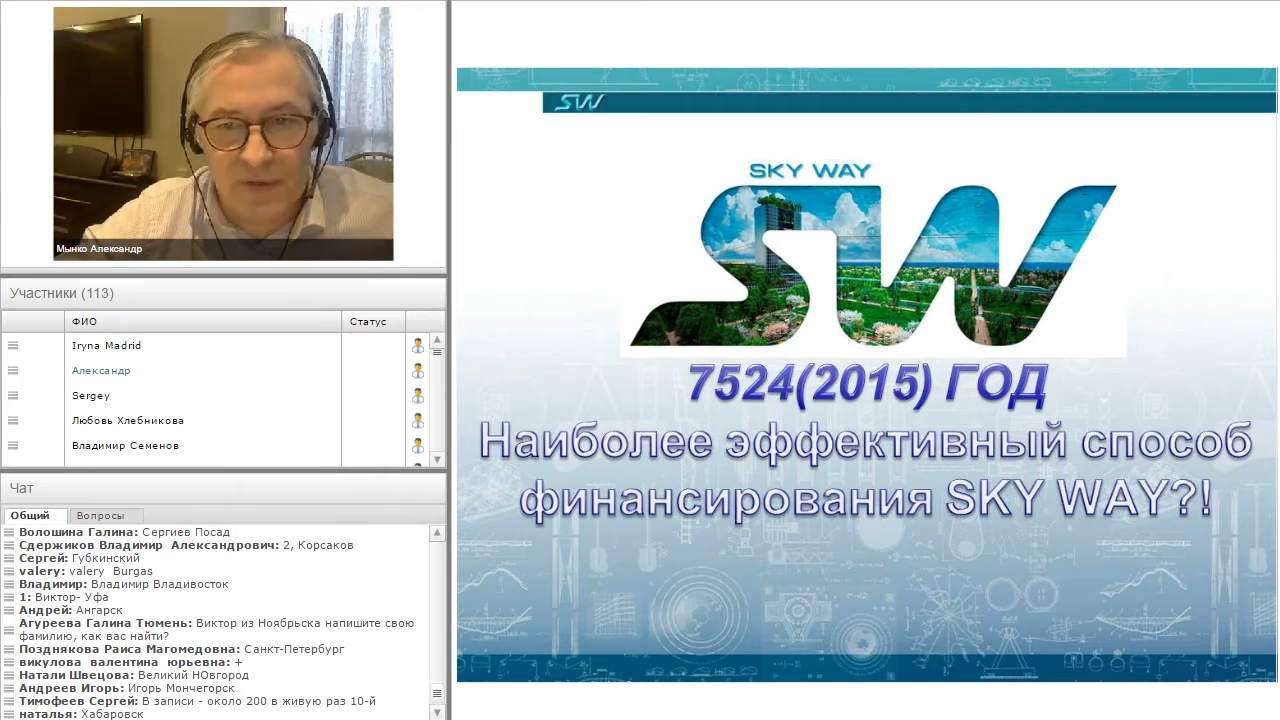 Мынко Александр
Участники (113)
ФИО
Статус
Iryna Madrid
Александр
Sergey
Любовь Хлебникова
Владимир Семенов
Чат
Общий
Вопросы
Волошина Галина: Сергиев Посад
Сдержиков Владимир Александрович: 2, Корсаков
Сергей: Губкинский
valery: valery Burgas
Владимир: Владимир Владивосток
1: Виктор- Уфа
Андрей: Ангарск
Агуреева Галина Тюмень: Виктор из Ноябрьска напишите свою
фамилию, как вас найти?
Позднякова Раиса Магомедовна: Санкт-Петербург
викулова валентина юрьевна: +
Натали Швецова: Великий НОвгород
Андреев Игорь: Игорь Мончегорск
Тимофеев Сергей: В записи - около 200 в живую раз 10-й
наталья: Хабаровск
SW
SKY WAY
SW
7524(2015) ГОД
Наиболее эффективный способ
финансирования SKY WAY?!